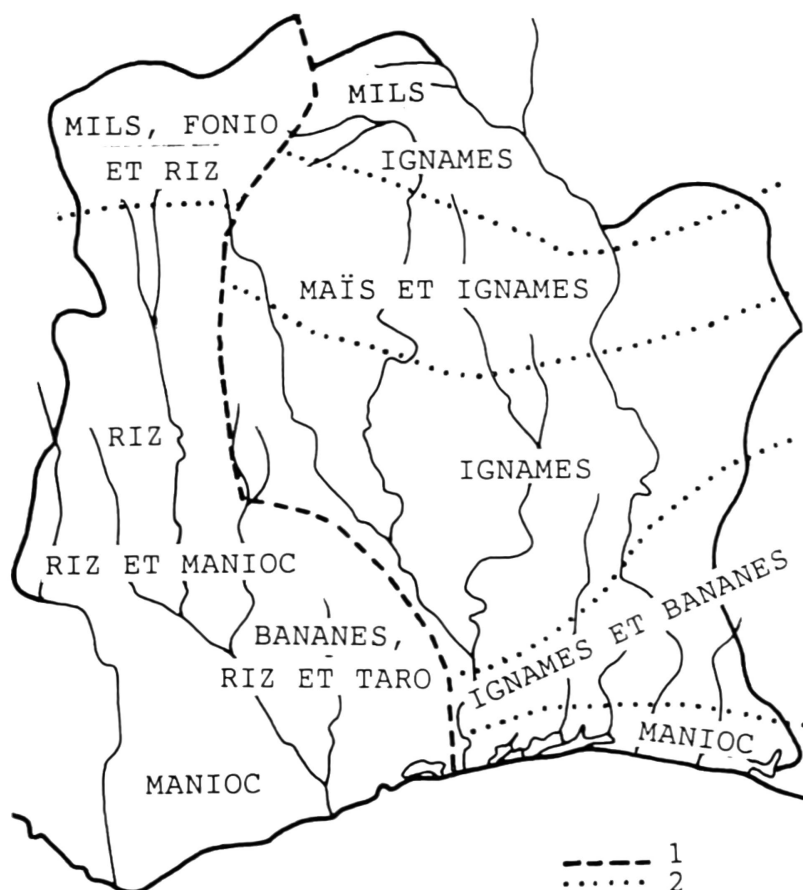 MILS
MILS, FONIO
ET RIZ
IGNAMES
MAÏS ET IGNAMES
RIZ
IGNAMES
RIZ ET MANIOC
BANANES,
RIZ ET TARO
IGNAMES ET BANANES
MANIOC
MANIOC
1
2